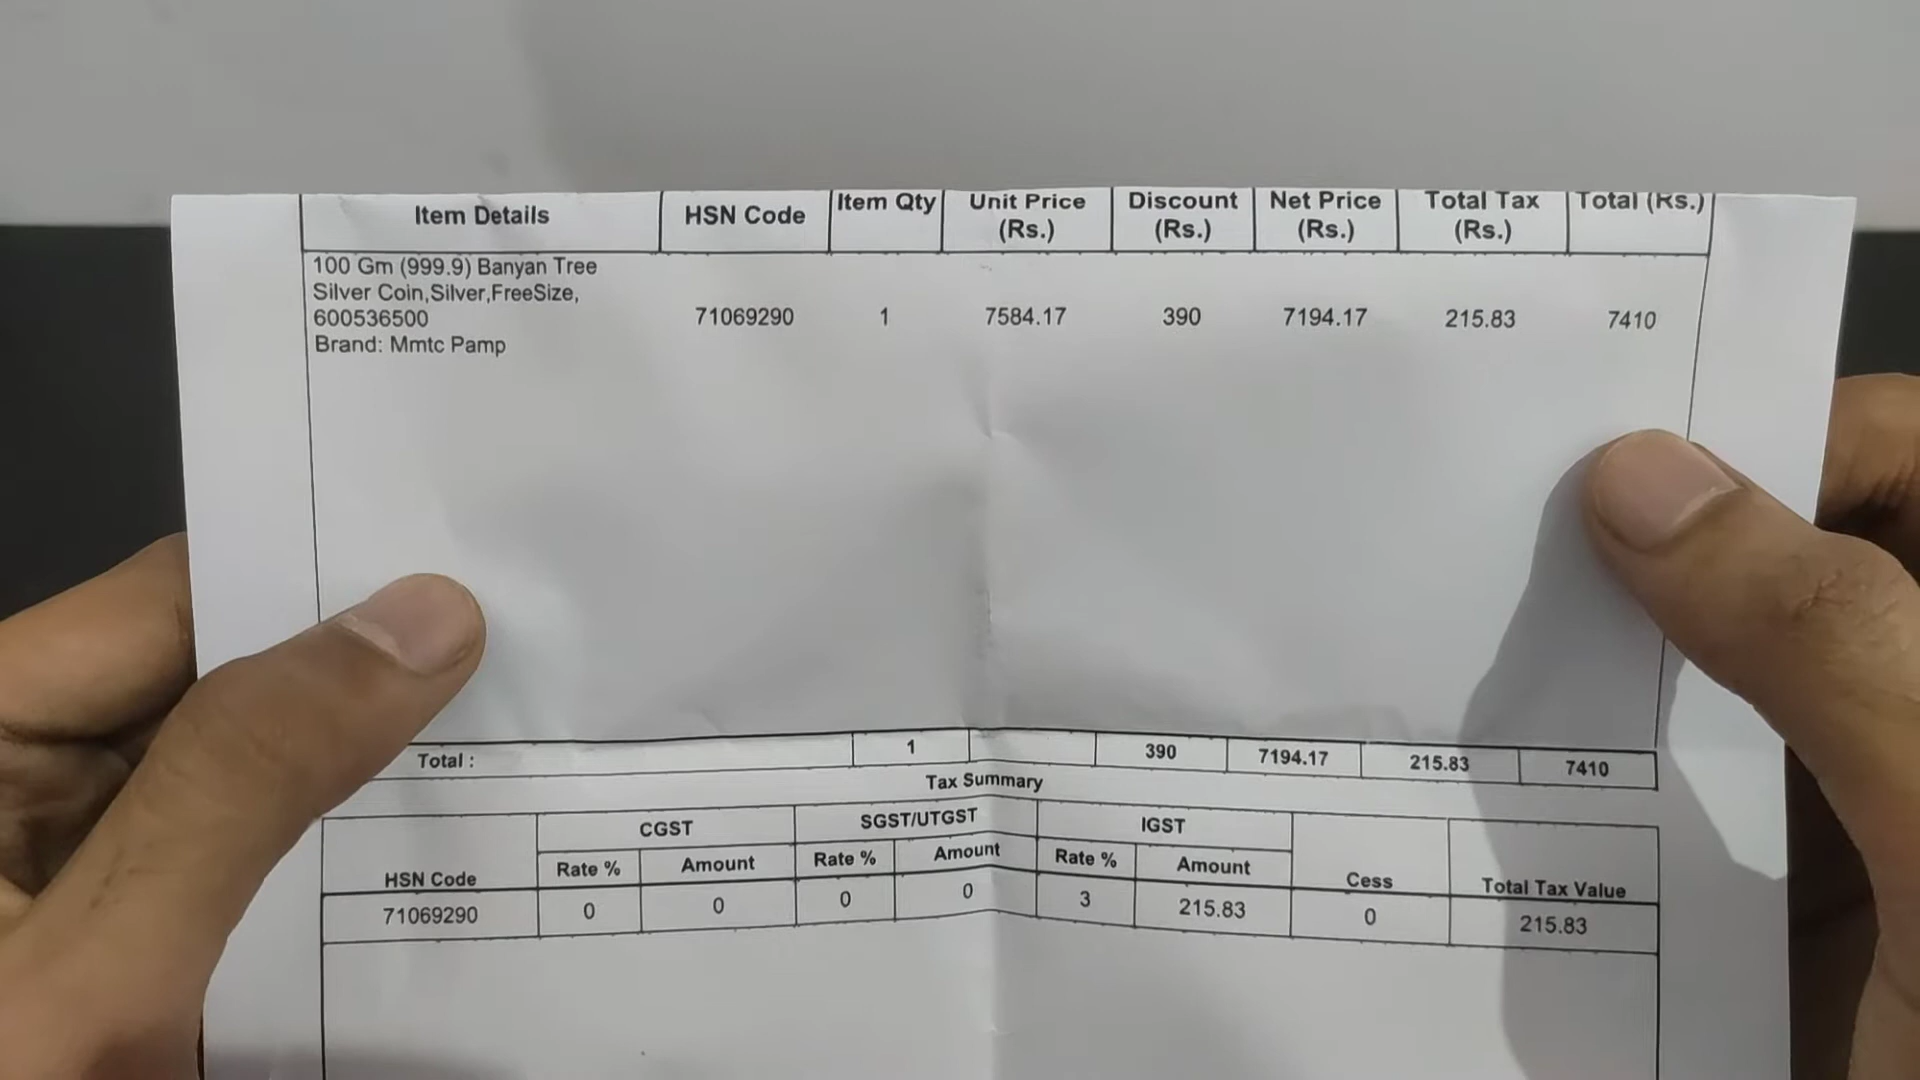 Item Details HSN Code Item Qty Unit Price (Rs.) Discount (Rs.) Net Price (Rs.) Total Tax (Rs.) Total (Rs.)
100 Gm (999.9) Banyan Tree
Silver Coin,Silver,FreeSize,
600536500 71069290 1 7584.17 390 7194.17 215.83 7410
Brand: Mmtc Pamp
Total : 1 390 7194.17 215.83 7410
Tax Summary
CGST SGST/UTGST IGST
HSN Code Rate % Amount Rate % Amount Rate % Amount Cess Total Tax Value
71069290 0 0 0 0 3 215.83 0 215.83